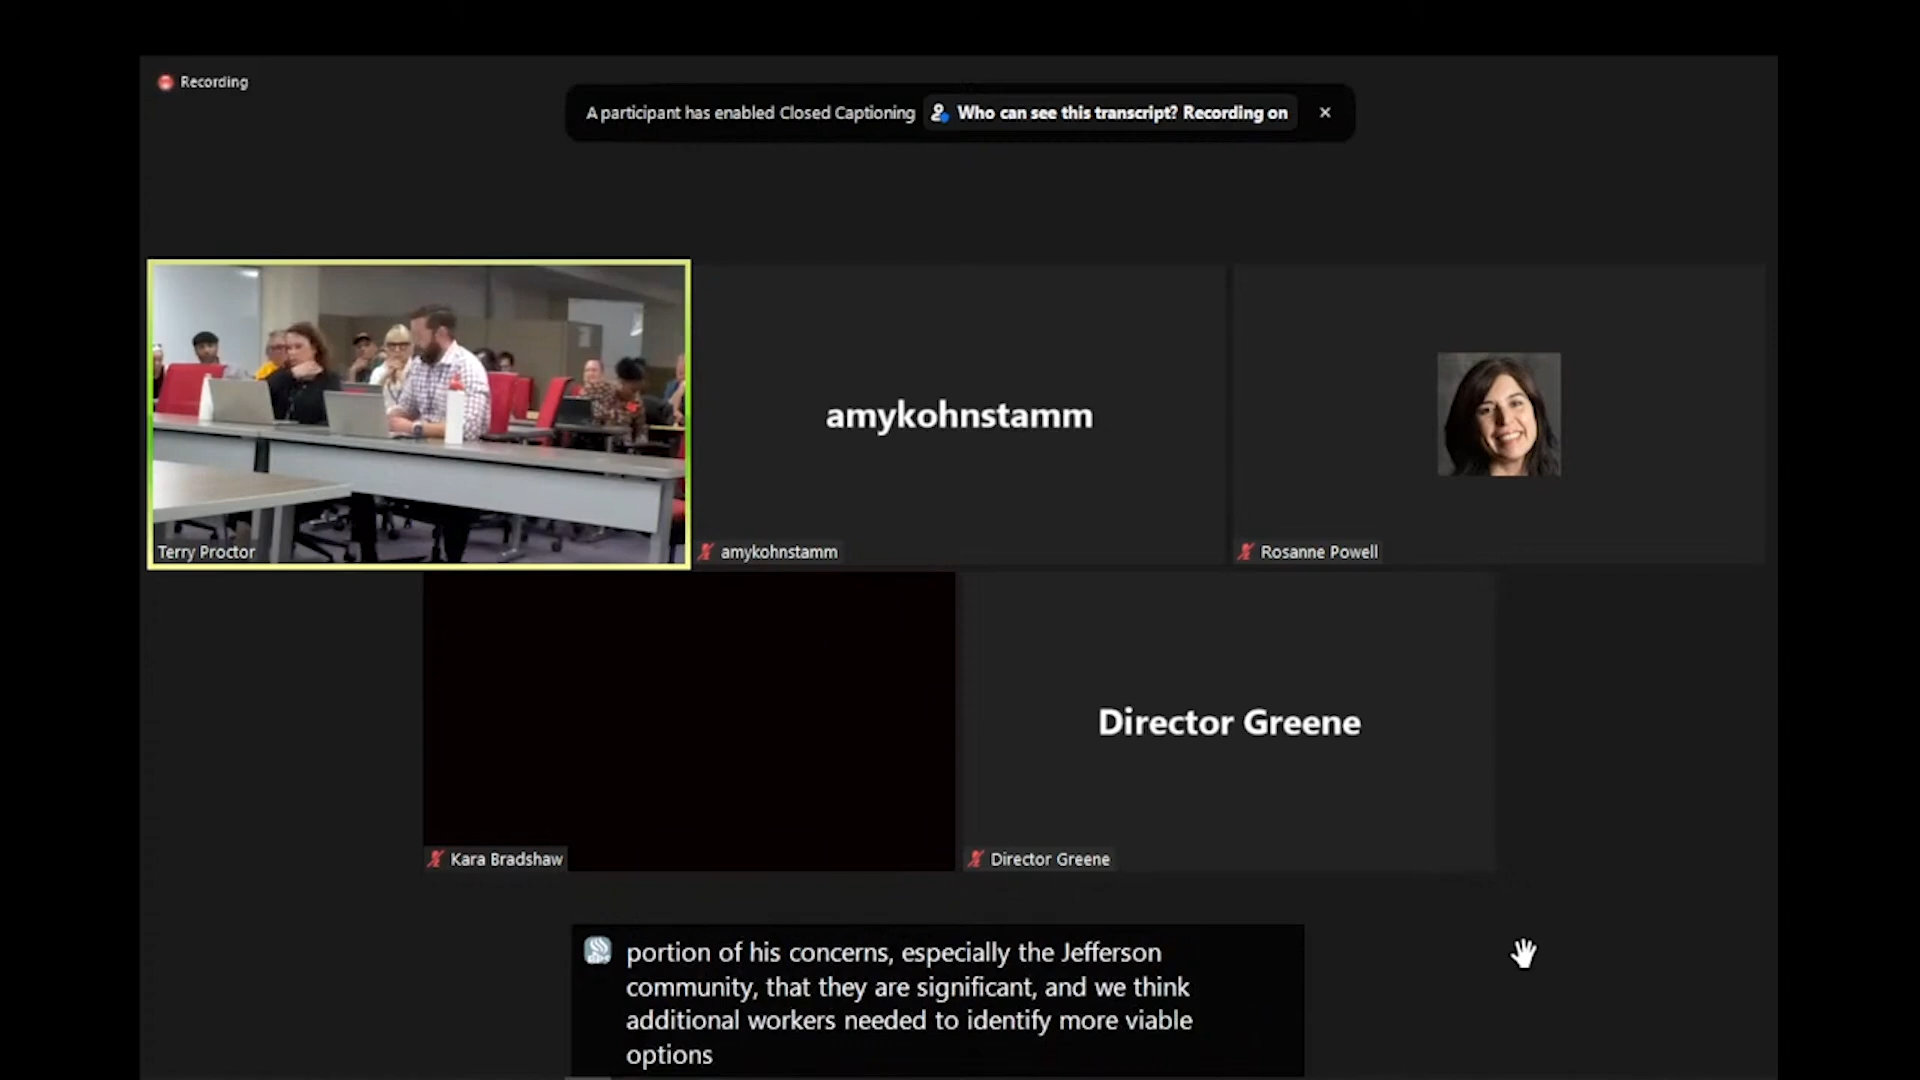 Recording
A participant has enabled Closed Captioning Who can see this transcript? Recording on
amykohnstamm
Terry Proctor
amykohnstamm
Rosanne Powell
Director Greene
Kara Bradshaw
Director Greene
portion of his concerns, especially the Jefferson
community, that they are significant, and we think
additional workers needed to identify more viable
options